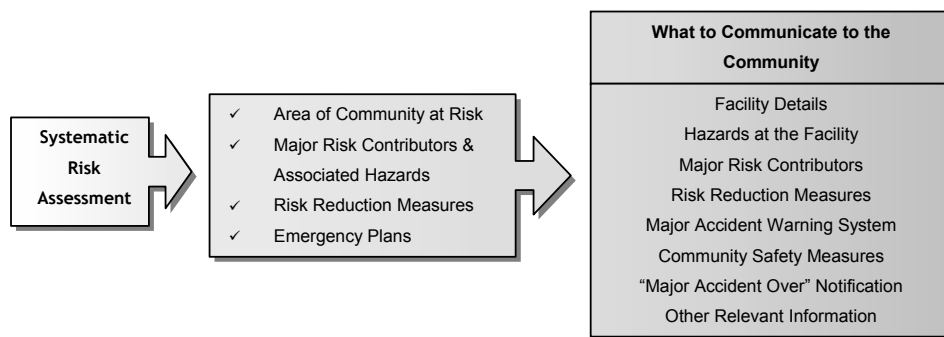 Systematic
Risk
Assessment
✓ Area of Community at Risk
✓ Major Risk Contributors &
Associated Hazards
✓ Risk Reduction Measures
✓ Emergency Plans
What to Communicate to the
Community
Facility Details
Hazards at the Facility
Major Risk Contributors
Risk Reduction Measures
Major Accident Warning System
Community Safety Measures
“Major Accident Over” Notification
Other Relevant Information